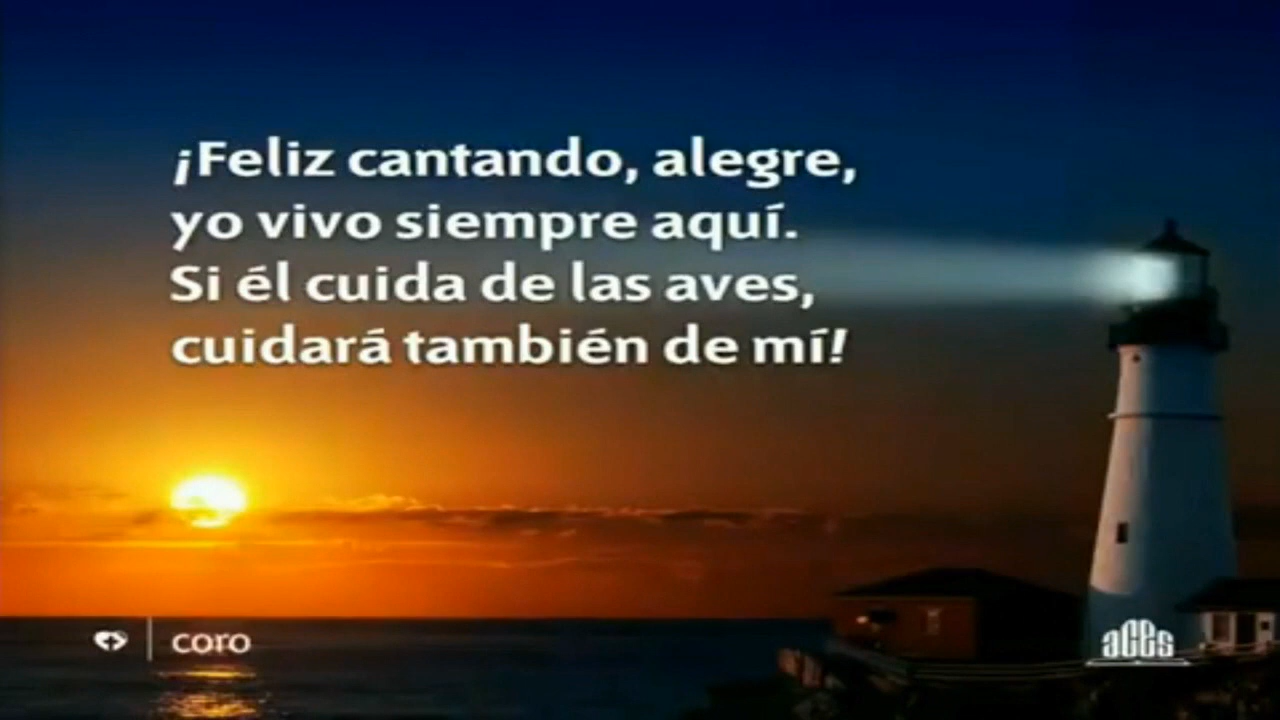 ¡Feliz cantando, alegre,
yo vivo siempre aquí.
Si él cuida de las aves,
cuidará también de mí!
coro
aces